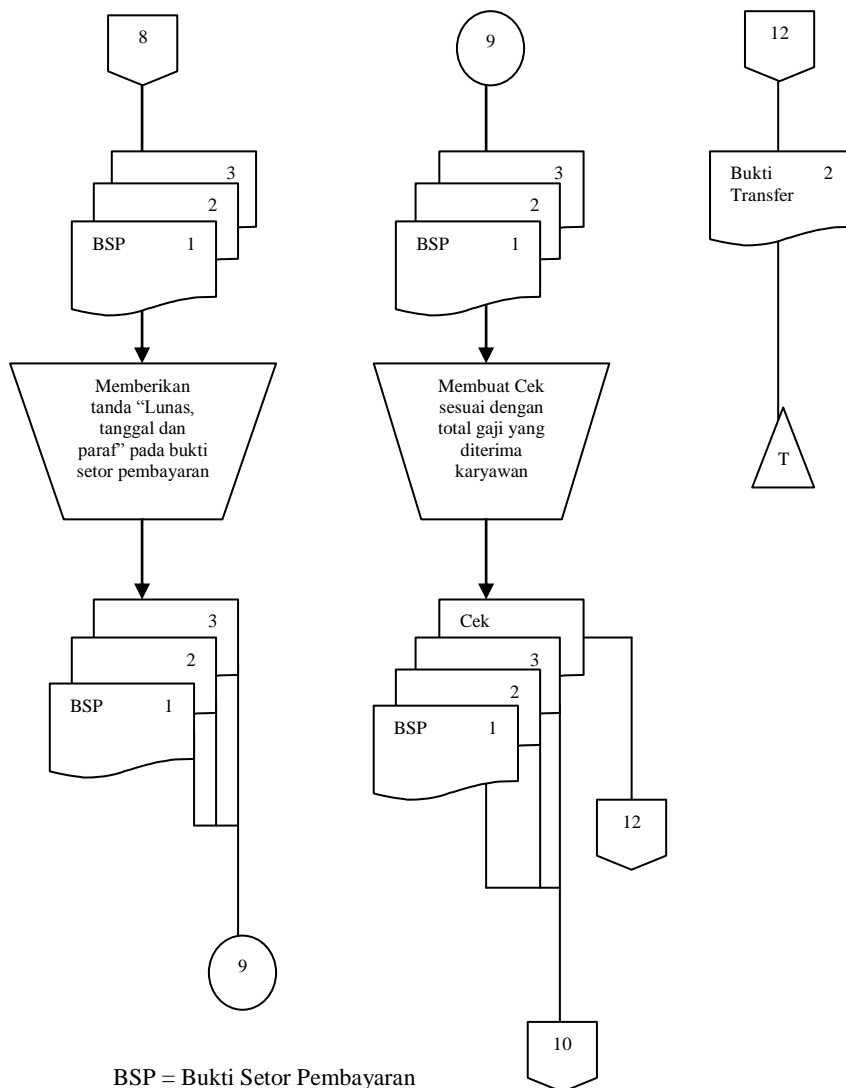 8
3
2
BSP 1
Memberikan
tanda “Lunas,
tanggal dan
paraf” pada bukti
setor pembayaran
3
2
BSP 1
9
9
3
2
BSP 1
Membuat Cek
sesuai dengan
total gaji yang
diterima
karyawan
Cek
3
2
BSP 1
12
10
12
Bukti 2
Transfer
T
BSP = Bukti Setor Pembayaran